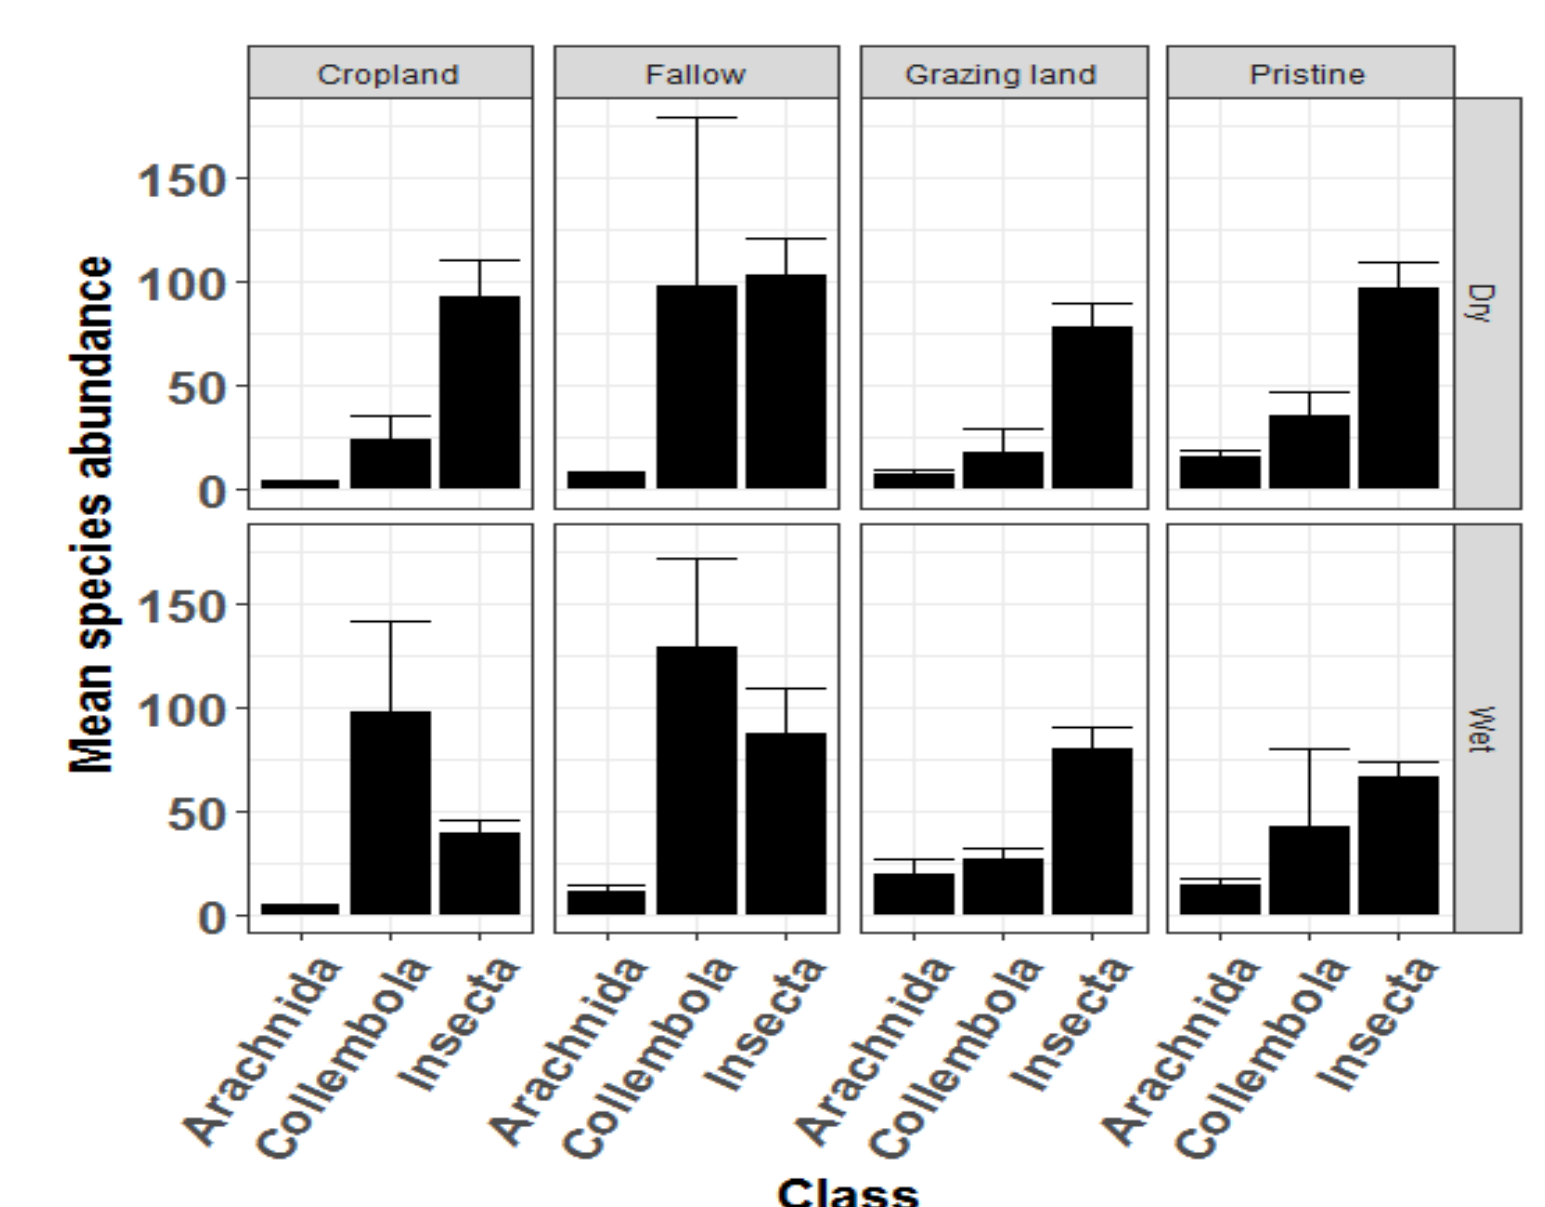 Cropland Fallow Grazing land Pristine
Mean species abundance
150
100
50
0
Dry
150
100
50
0
Wet
Arachnida Collembola Insecta Arachnida Collembola Insecta Arachnida Collembola Insecta Arachnida Collembola Insecta
Class